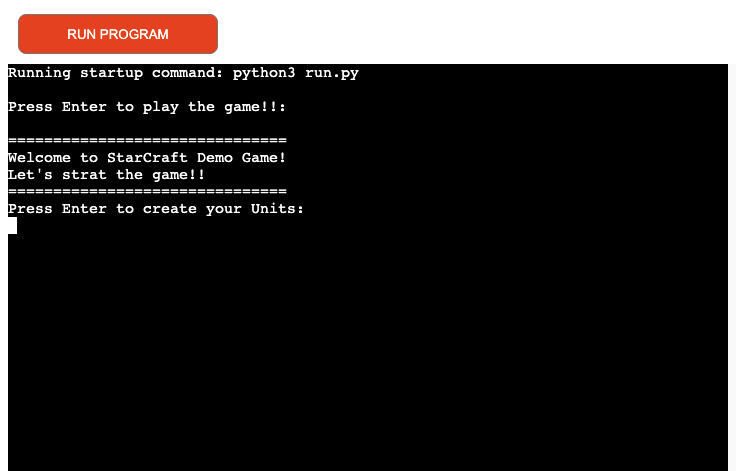 RUN PROGRAM
Running startup command: python3 run.py
Press Enter to play the game!!:
===============================
Welcome to StarCraft Demo Game!
Let's strat the game!!
===============================
Press Enter to create your Units: